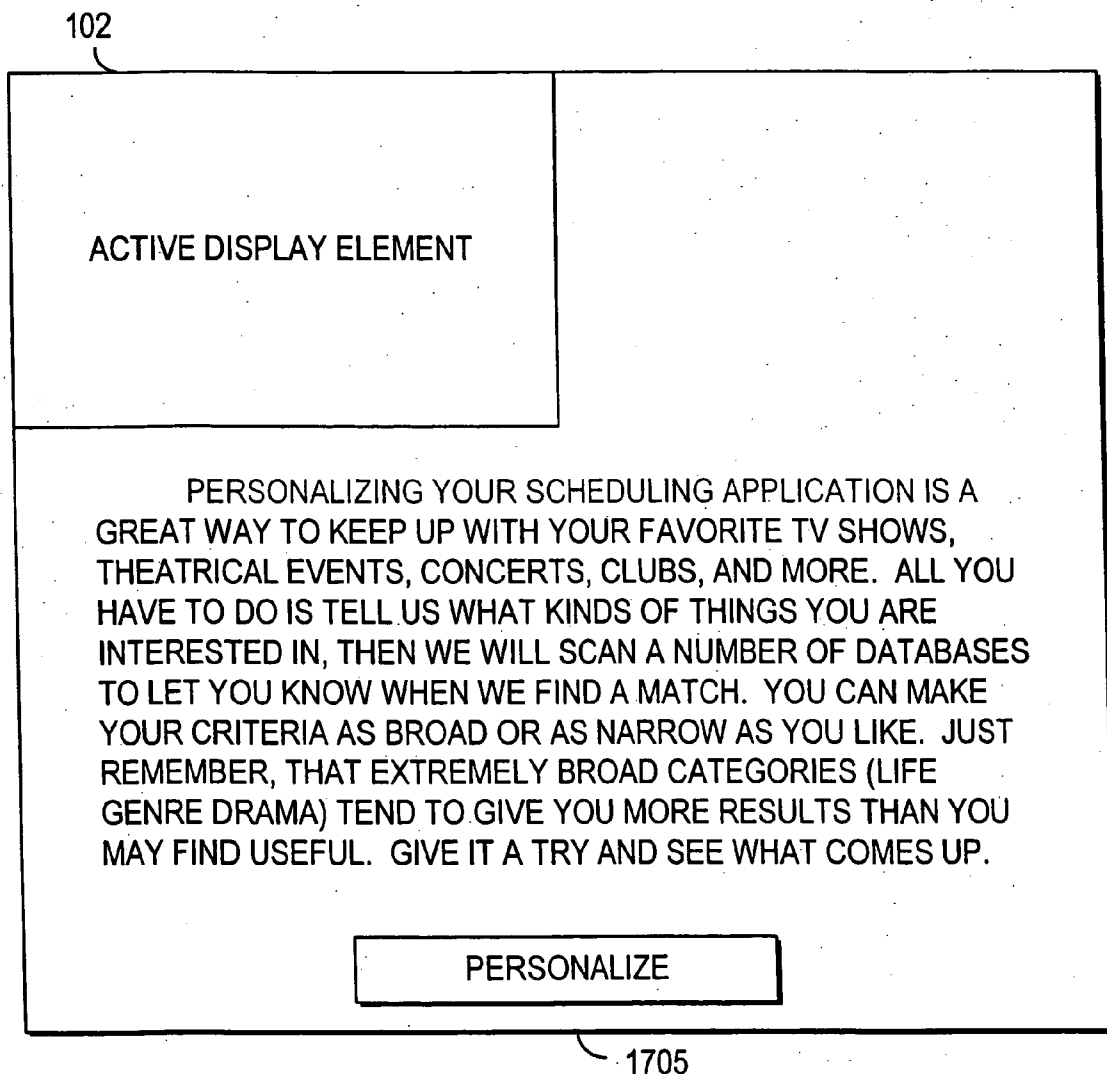 102
ACTIVE DISPLAY ELEMENT
PERSONALIZING YOUR SCHEDULING APPLICATION IS A
GREAT WAY TO KEEP UP WITH YOUR FAVORITE TV SHOWS,
THEATRICAL EVENTS, CONCERTS, CLUBS, AND MORE. ALL YOU
HAVE TO DO IS TELL US WHAT KINDS OF THINGS YOU ARE
INTERESTED IN, THEN WE WILL SCAN A NUMBER OF DATABASES
TO LET YOU KNOW WHEN WE FIND A MATCH. YOU CAN MAKE
YOUR CRITERIA AS BROAD OR AS NARROW AS YOU LIKE. JUST
REMEMBER, THAT EXTREMELY BROAD CATEGORIES (LIFE
GENRE DRAMA) TEND TO GIVE YOU MORE RESULTS THAN YOU
MAY FIND USEFUL. GIVE IT A TRY AND SEE WHAT COMES UP.
PERSONALIZE
1705